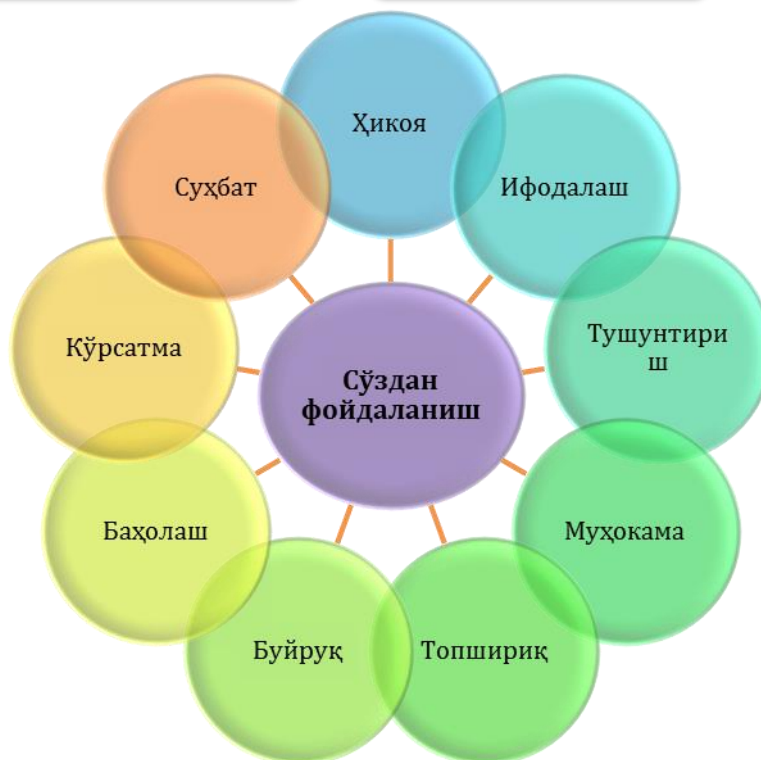 Ҳикоя
Ифодалаш
Тушунтири
ш
Муҳокама
Топшириқ
Буйруқ
Баҳолаш
Кўрсатма
Суҳбат
Сўздан
фойдаланиш